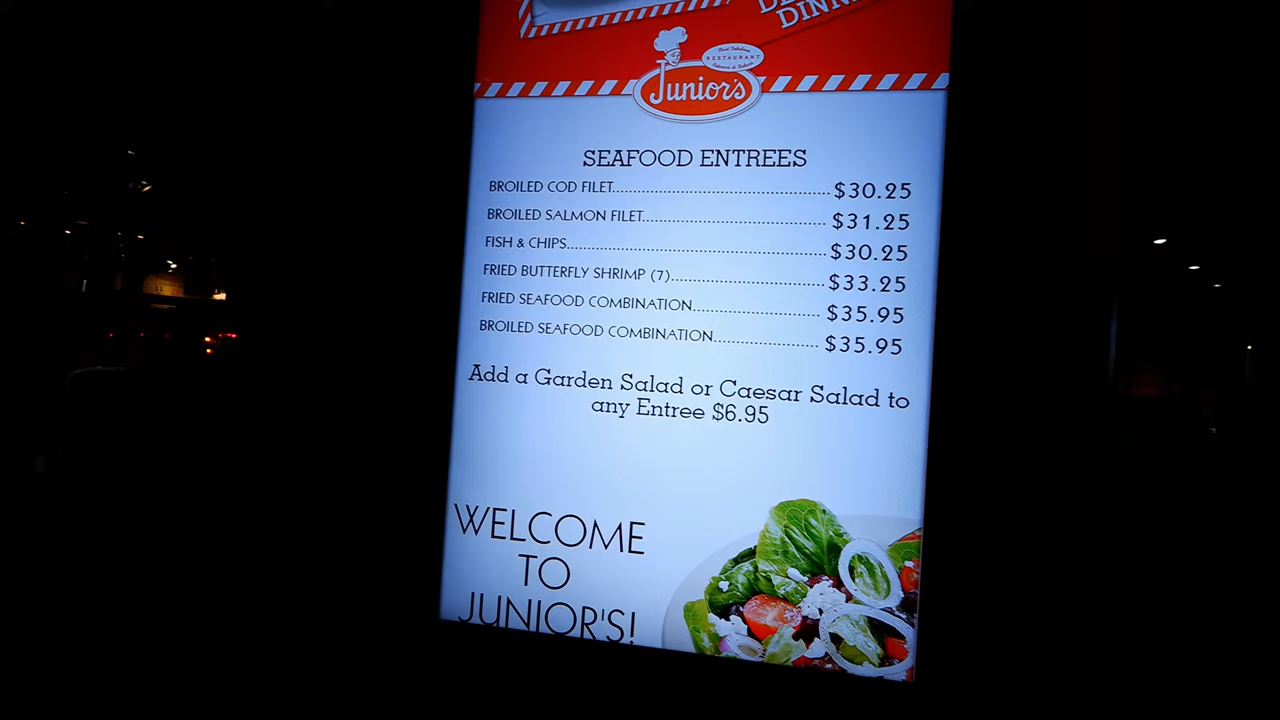 DINN
RESTAURANT
Junior's
SEAFOOD ENTREES
BROILED COD FILET........................................................$30.25
BROILED SALMON FILET...............................................$31.25
FISH & CHIPS.................................................................$30.25
FRIED BUTTERFLY SHRIMP (7)......................................$33.25
FRIED SEAFOOD COMBINATION................................$35.95
BROILED SEAFOOD COMBINATION..........................$35.95
Add a Garden Salad or Caesar Salad to
any Entree $6.95
WELCOME
TO
JUNIOR'S!